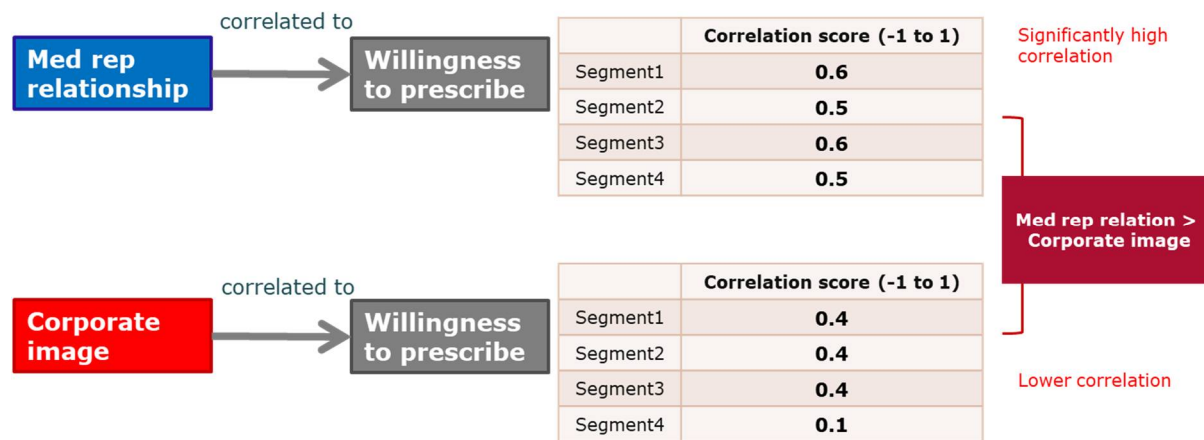 correlated to
Med rep
relationship
Willingness
to prescribe
Correlation score (-1 to 1)
Segment1 0.6
Segment2 0.5
Segment3 0.6
Segment4 0.5
Significantly high
correlation
Med rep relation >
Corporate image
correlated to
Corporate
image
Willingness
to prescribe
Correlation score (-1 to 1)
Segment1 0.4
Segment2 0.4
Segment3 0.4
Segment4 0.1
Lower correlation